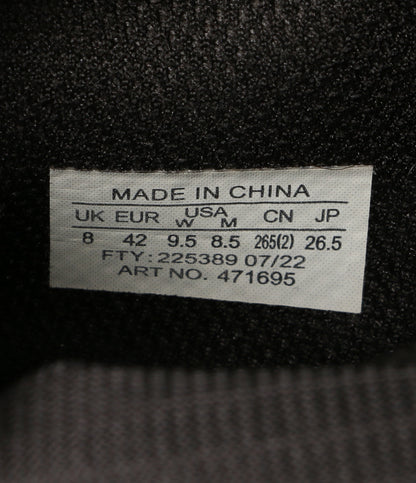 MADE IN CHINA
UK EUR USA W M CN JP
8 42 9.5 8.5 265(2) 26.5
FTY: 225389 07/22
ART NO. 471695